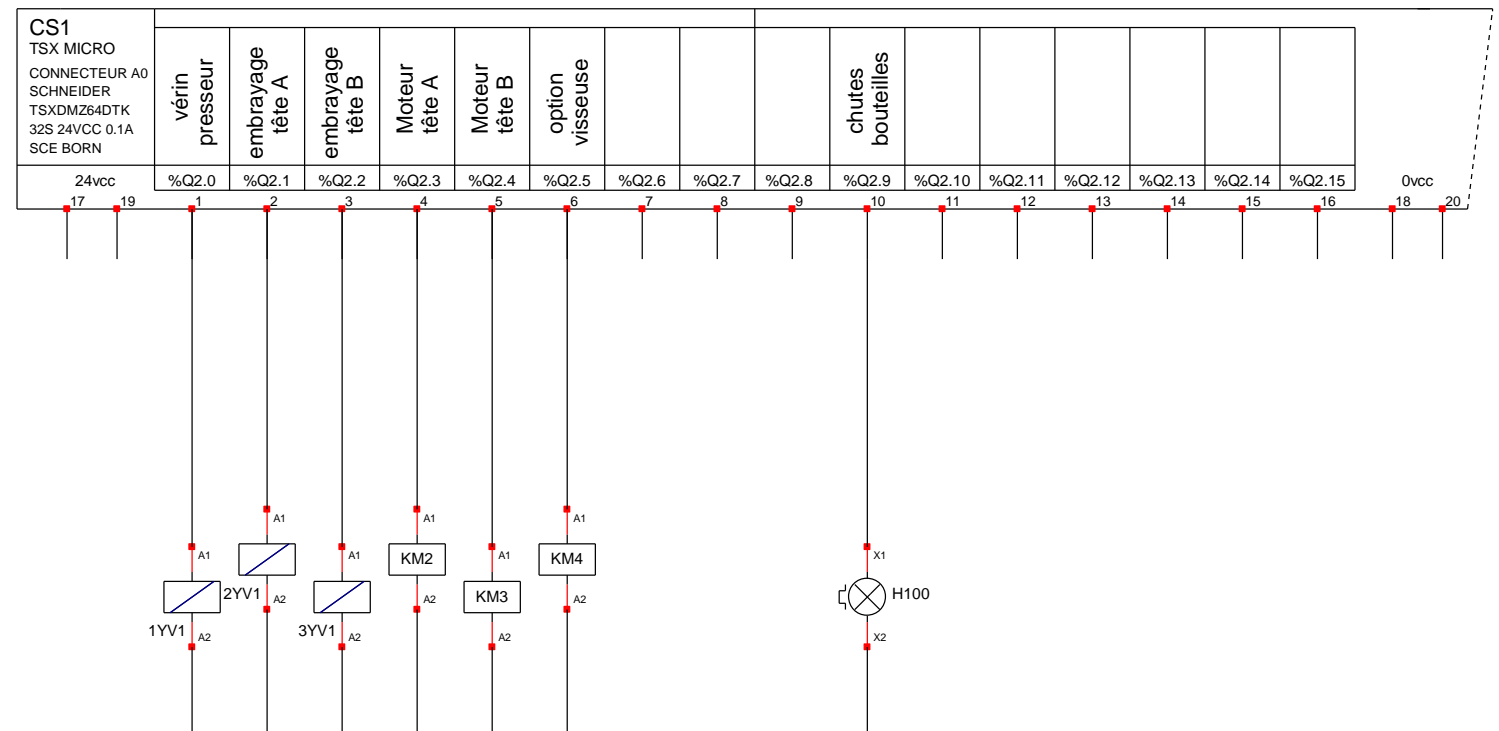 CS1
TSX MICRO
CONNECTEUR A0
SCHNEIDER
TSXDMZ64DTK
32S 24VCC 0.1A
SCE BORN
vérin
presseur
embrayage
tête A
embrayage
tête B
Moteur
tête A
Moteur
tête B
option
visseuse
chutes
bouteilles
24vcc %Q2.0 %Q2.1 %Q2.2 %Q2.3 %Q2.4 %Q2.5 %Q2.6 %Q2.7 %Q2.8 %Q2.9 %Q2.10 %Q2.11 %Q2.12 %Q2.13 %Q2.14 %Q2.15 0vcc
17 19 1 2 3 4 5 6 7 8 9 10 11 12 13 14 15 16 18 20
A1 A1 A1
A1 A1 A1 X1
KM2 KM4
2YV1 A2 KM3 A2 A2 H100
1YV1 A2 3YV1 A2 A2 X2